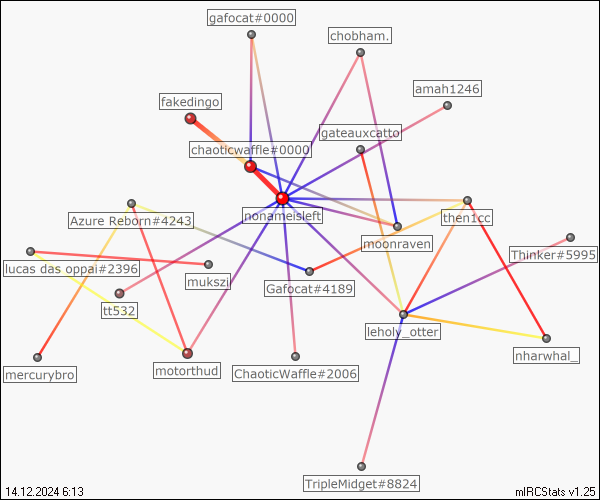 gafocat#0000
chobham.
amah1246
fakedingo
gateauxcatto
chaoticwaffle#0000
nonameisleft
then1cc
Azure Reborn#4243
monraven
Thinker#5995
lucas das oppai#2396
mukszi
Gafocat#4189
tt532
leholy_otter
nharwhal_
mercurybro
motorthud
ChaoticWaffle#2006
TripleMidget#8824
14.12.2024 6:13
mIRCStats v1.25